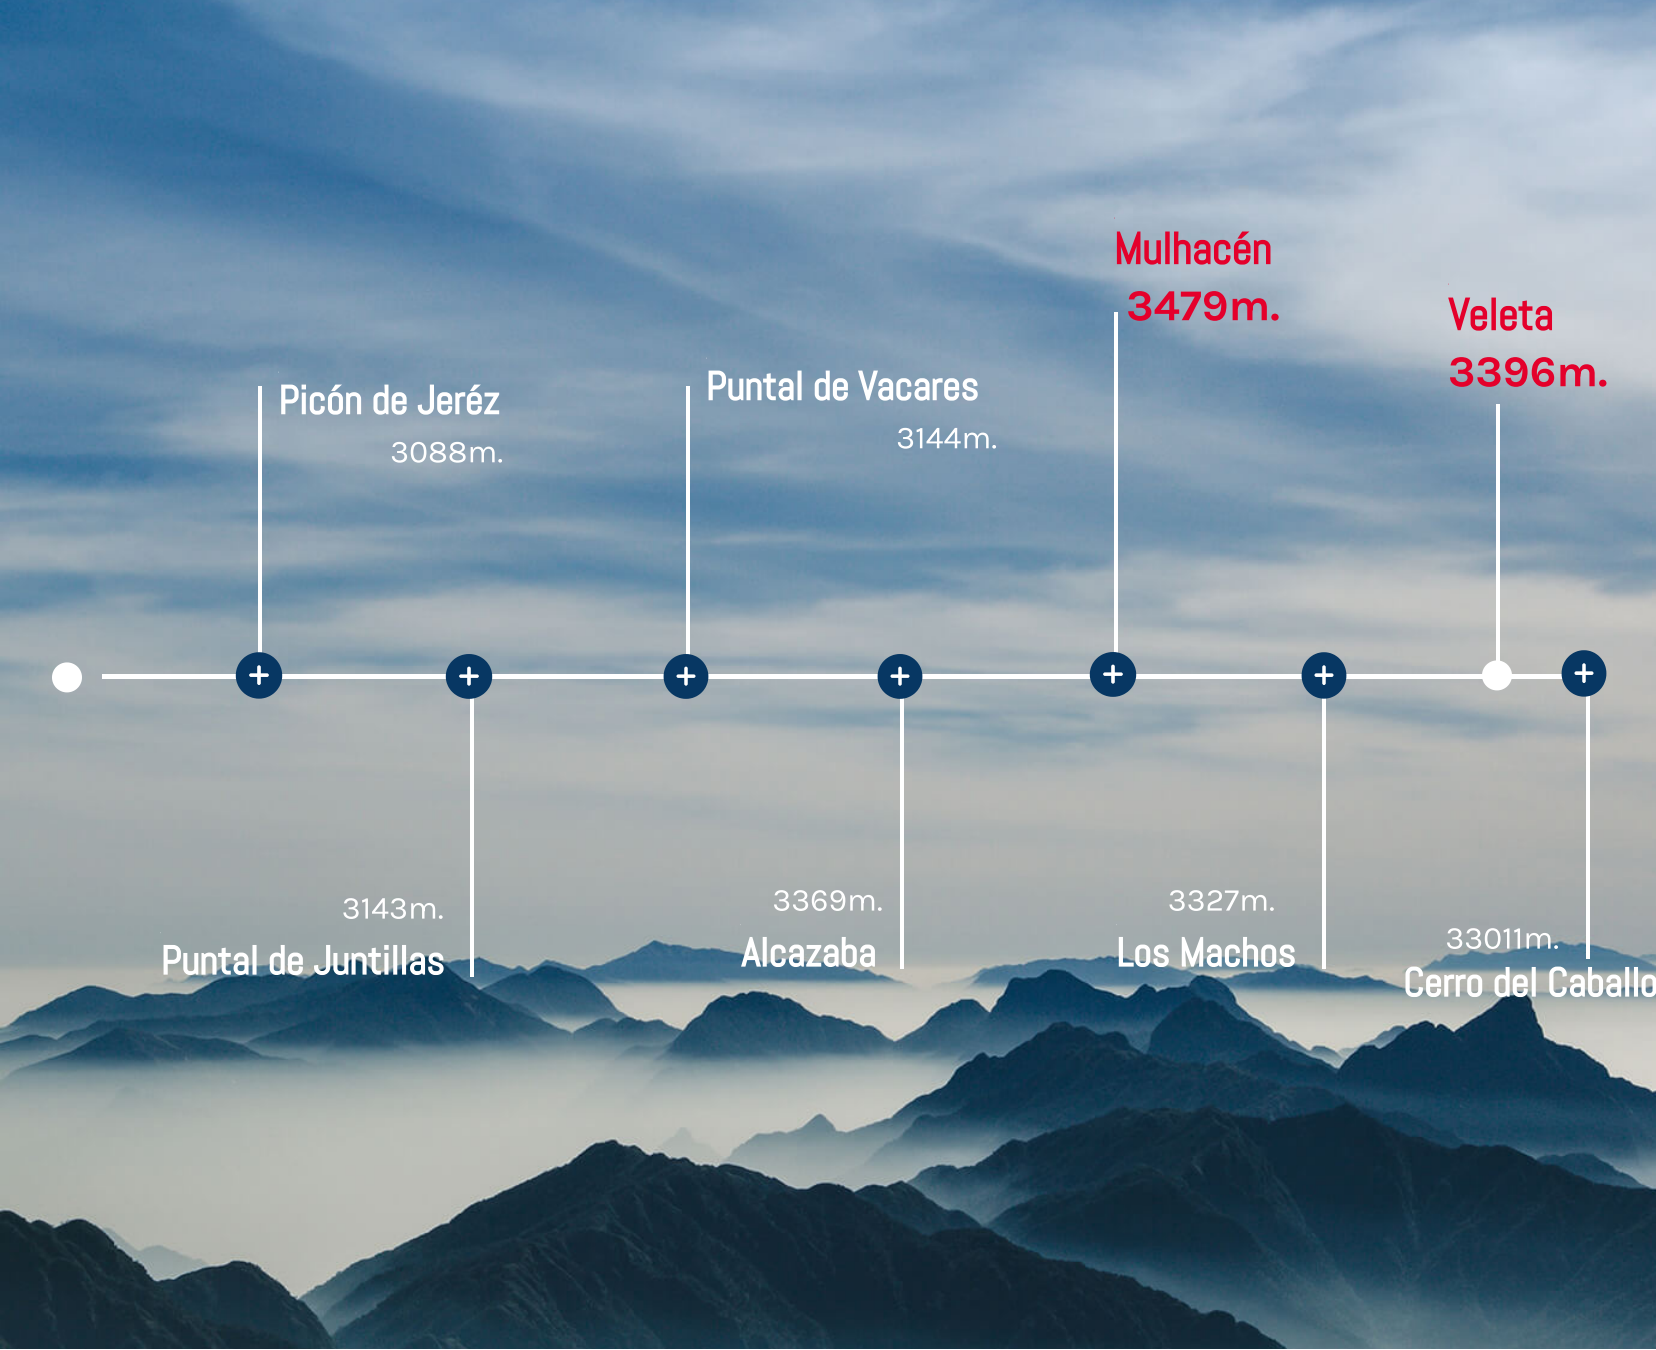 Mulhacén
3479m.
Veleta
3396m.
Picón de Jeréz
3088m.
Puntal de Vacares
3144m.
3143m.
Puntal de Juntillas
3369m.
Alcazaba
3327m.
Los Machos
33011m.
Cerro del Caballo